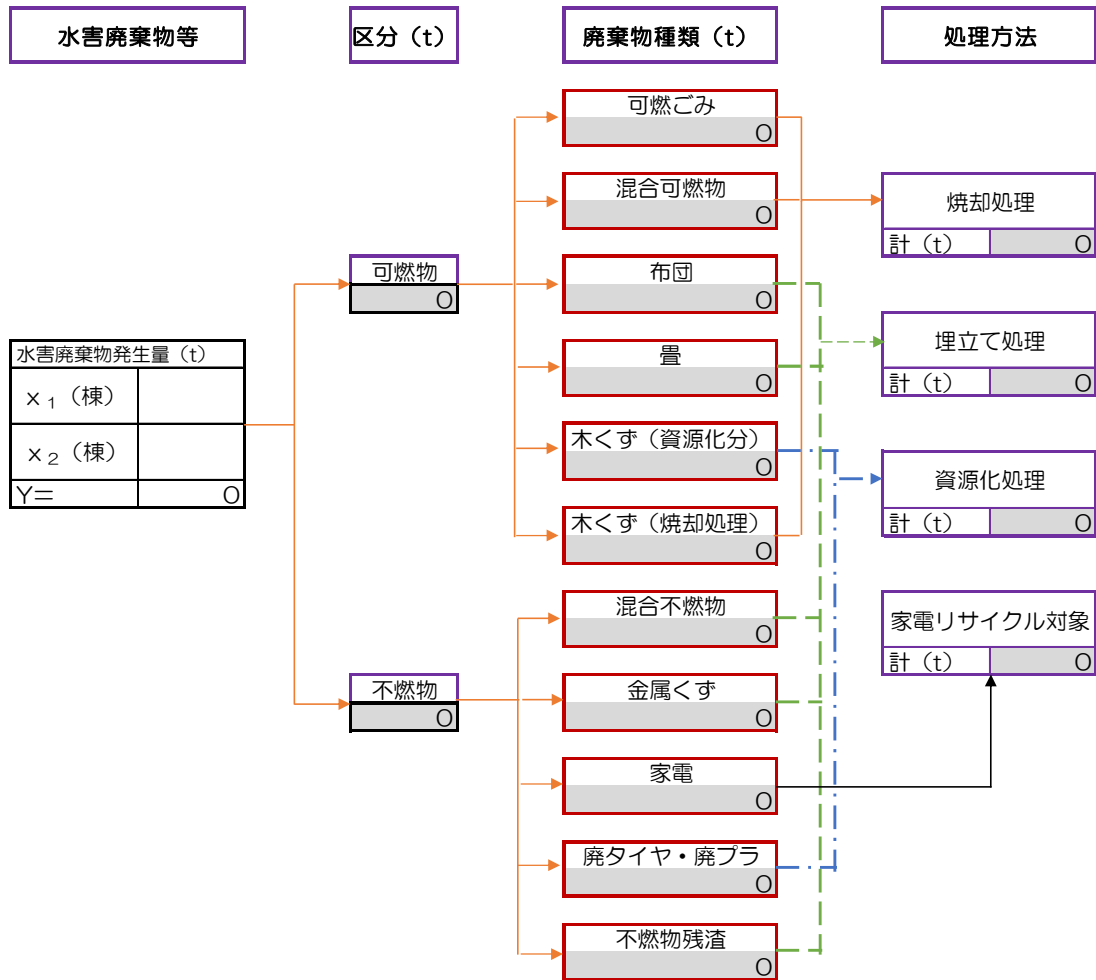 水害廃棄物等
区分（t）
廃棄物種類（t）
処理方法
可燃ごみ
0
混合可燃物
0
焼却処理
計（t）
0
可燃物
0
布団
0
埋立て処理
計（t）
0
水害廃棄物発生量（t）
x₁（棟）
x₂（棟）
Y＝
0
畳
0
木くず（資源化分）
0
資源化処理
計（t）
0
木くず（焼却処理）
0
混合不燃物
0
家電リサイクル対象
計（t）
0
不燃物
0
金属くず
0
家電
0
廃タイヤ・廃プラ
0
不燃物残渣
0